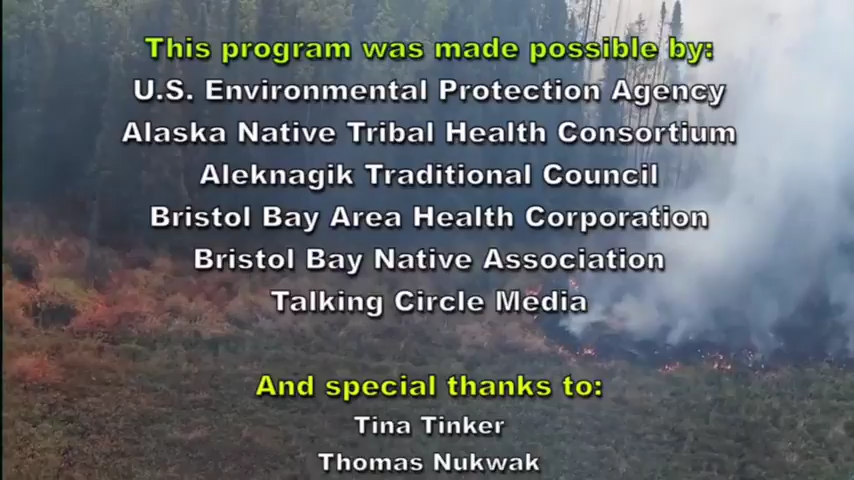 This program was made possible by:
U.S. Environmental Protection Agency
Alaska Native Tribal Health Consortium
Aleknagik Traditional Council
Bristol Bay Area Health Corporation
Bristol Bay Native Association
Talking Circle Media
And special thanks to:
Tina Tinker
Thomas Nukwak